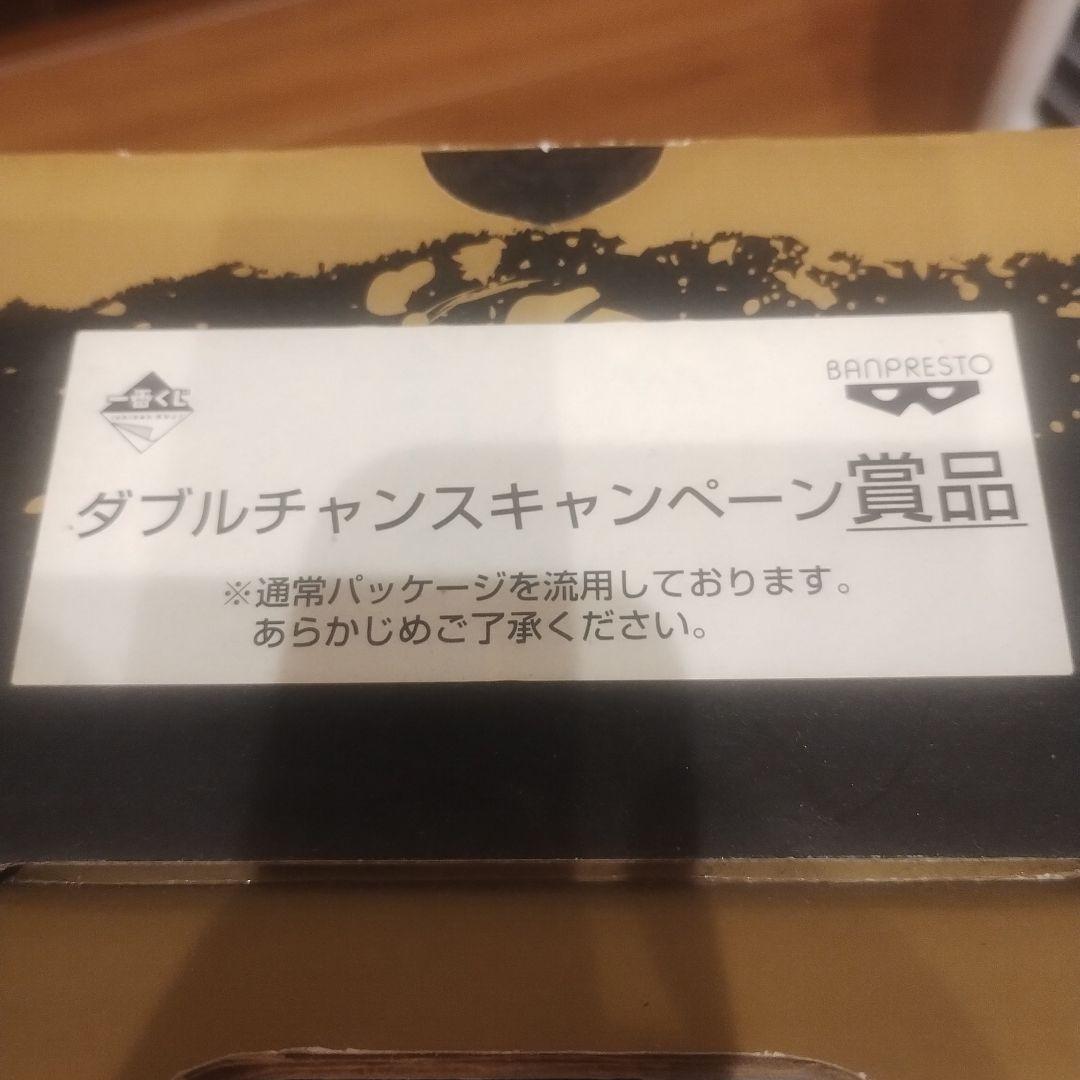 一番くじ
BANPRESTO
ダブルチャンスキャンペーン賞品
※通常パッケージを流用しております。
あらかじめご了承ください。